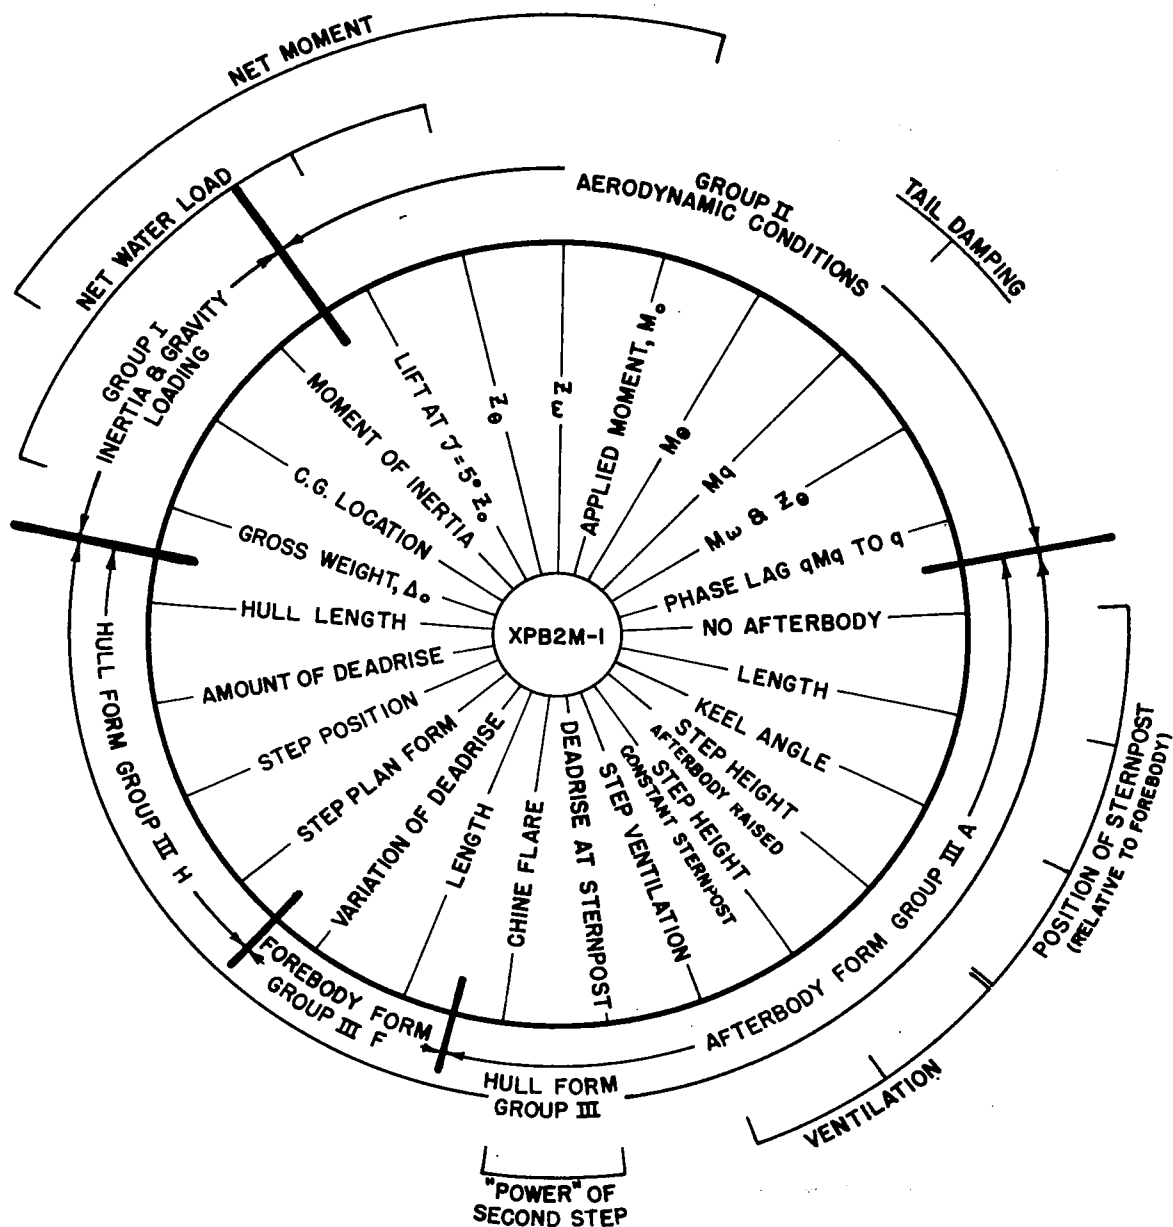 NET MOMENT
NET WATER LOAD
GROUP I
INERTIA & GRAVITY
LOADING
GROUP II
AERODYNAMIC CONDITIONS
TAIL DAMPING
MOMENT OF INERTIA
LIFT AT T = 5° Zo
Zθ
Zω
APPLIED MOMENT, Mo
Mθ
Mq
Mω & Żθ
PHASE LAG qMq TO q
C.G. LOCATION
GROSS WEIGHT, Δo
HULL LENGTH
AMOUNT OF DEADRISE
STEP POSITION
STEP PLAN FORM
VARIATION OF DEADRISE
LENGTH
CHINE FLARE
DEADRISE AT STERNPOST
STEP VENTILATION
STEP HEIGHT
CONSTANT STERNPOST
STEP HEIGHT
AFTERBODY RAISED
KEEL ANGLE
LENGTH
NO AFTERBODY
XPB2M-1
HULL FORM GROUP III H
FOREBODY FORM
GROUP III F
AFTERBODY FORM GROUP III A
HULL FORM
GROUP III
POSITION OF STERNPOST
(RELATIVE TO FOREBODY)
VENTILATION
"POWER" OF
SECOND STEP